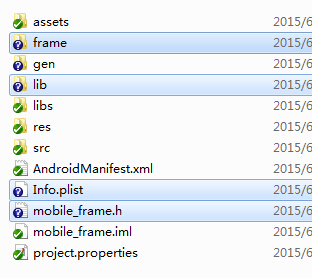 assets 2015/6
frame 2015/6
gen 2015/6
lib 2015/6
libs 2015/6
res 2015/6
src 2015/6
AndroidManifest.xml 2015/6
Info.plist 2015/6
mobile_frame.h 2015/6
mobile_frame.iml 2015/6
project.properties 2015/6